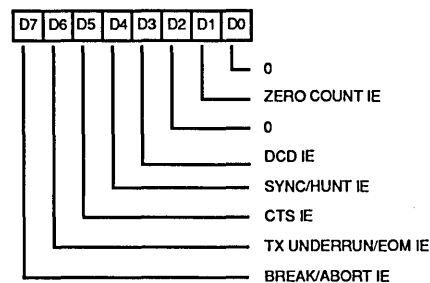 D7 D6 D5 D4 D3 D2 D1 D0
0
ZERO COUNT IE
0
DCD IE
SYNC/HUNT IE
CTS IE
TX UNDERRUN/EOM IE
BREAK/ABORT IE